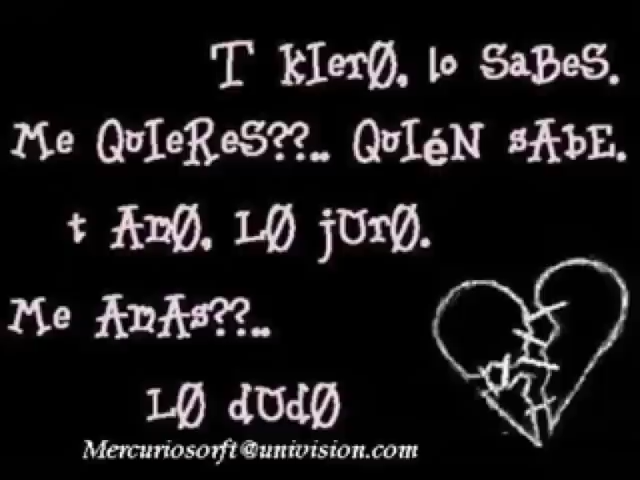 T kIerØ, lo SaBeS.
Me QuIeReS??.. QuIéN sAbE.
t AmØ, LØ jUrØ.
Me AmAs??..
LØ dUdØ
Mercuriosorft@univision.com